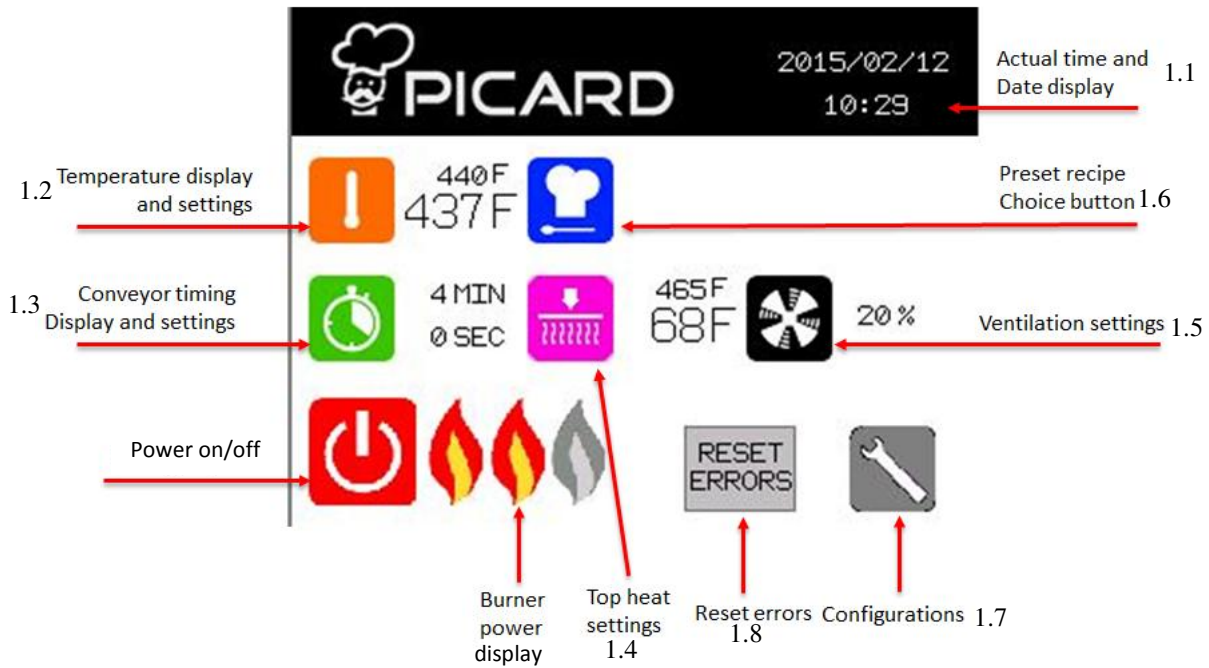 PICARD
2015/02/12
10:29
Actual time and
Date display
1.1
1.2
Temperature display
and settings
440F
437F
Preset recipe
Choice button
1.6
1.3
Conveyor timing
Display and settings
4 MIN
0 SEC
465F
68F
20%
Ventilation settings
1.5
Power on/off
RESET
ERRORS
Burner
power
display
Top heat
settings
1.4
Reset errors
1.8
Configurations
1.7